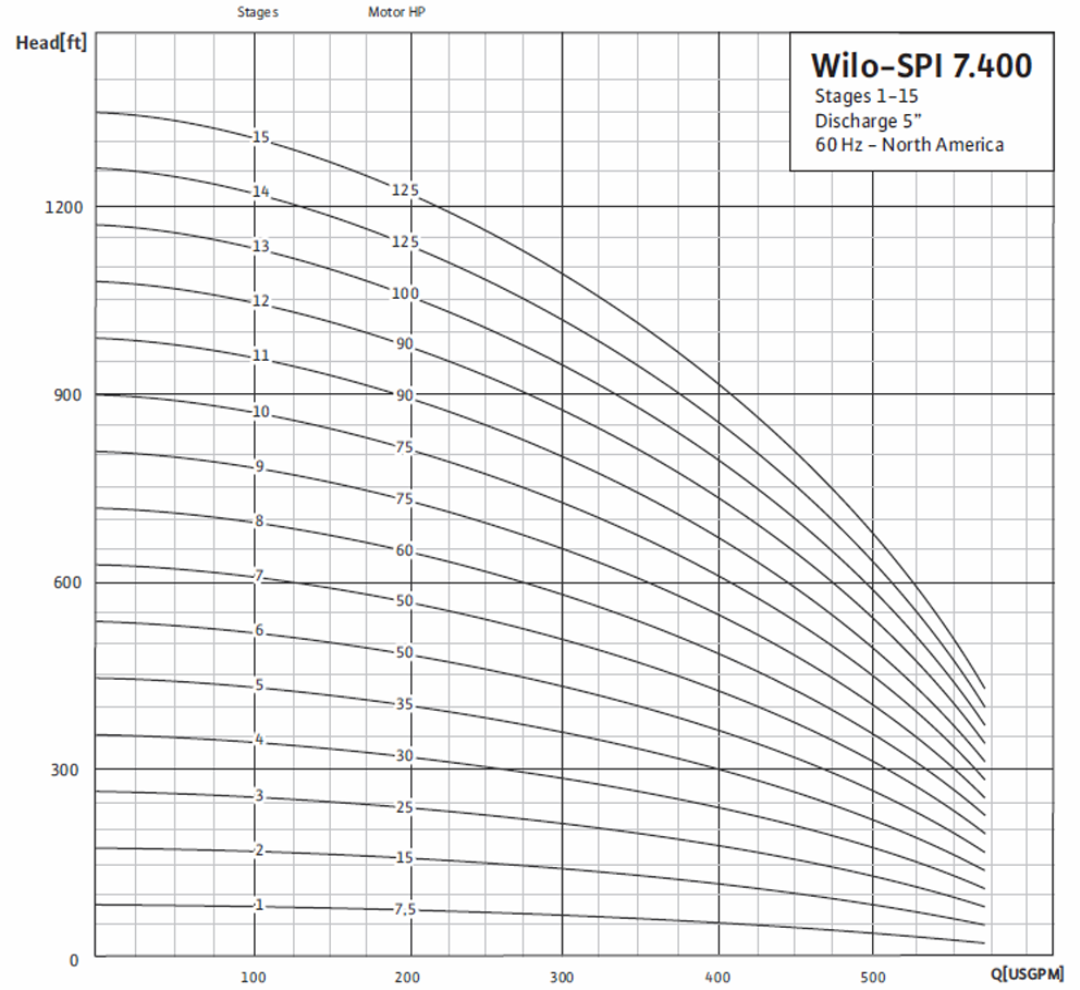 Stages Motor HP
Head[ft]
Wilo-SPI 7.400
Stages 1-15
Discharge 5”
60 Hz - North America
15 125
14 125
1200
13 100
12 90
11 90
900
10 75
9 75
8 60
7 50
600
6 50
5 35
4 30
300
3 25
2 15
1 7,5
0
100 200 300 400 500 Q[USGPM]